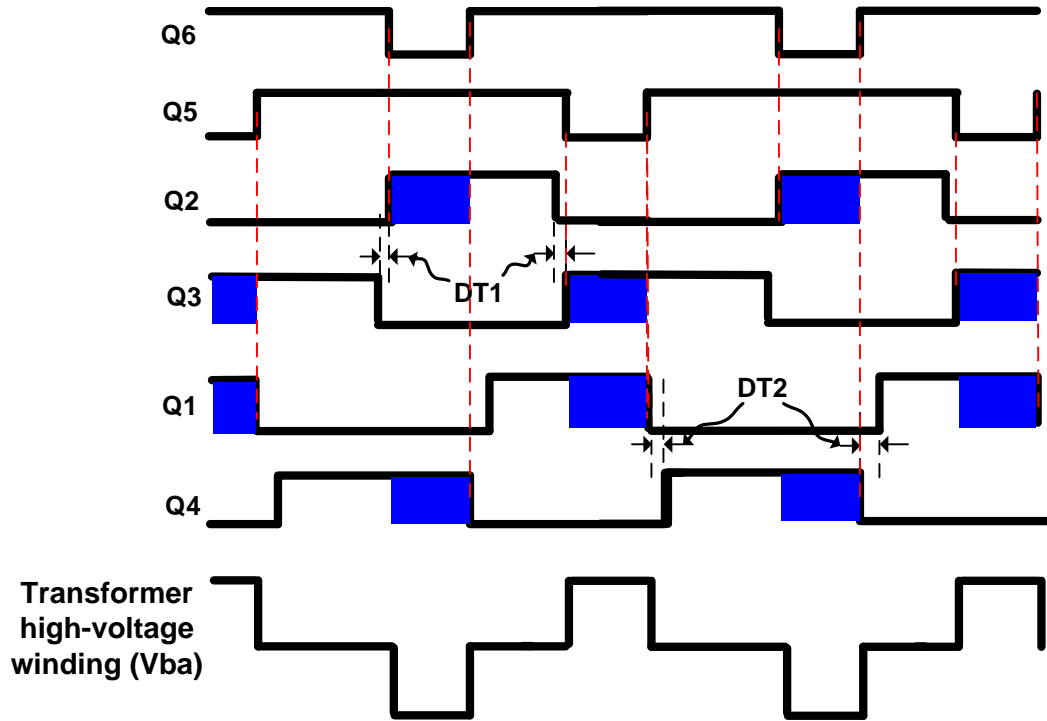 Q6
Q5
Q2
DT1
Q3
Q1
DT2
Q4
Transformer
high-voltage
winding (Vba)